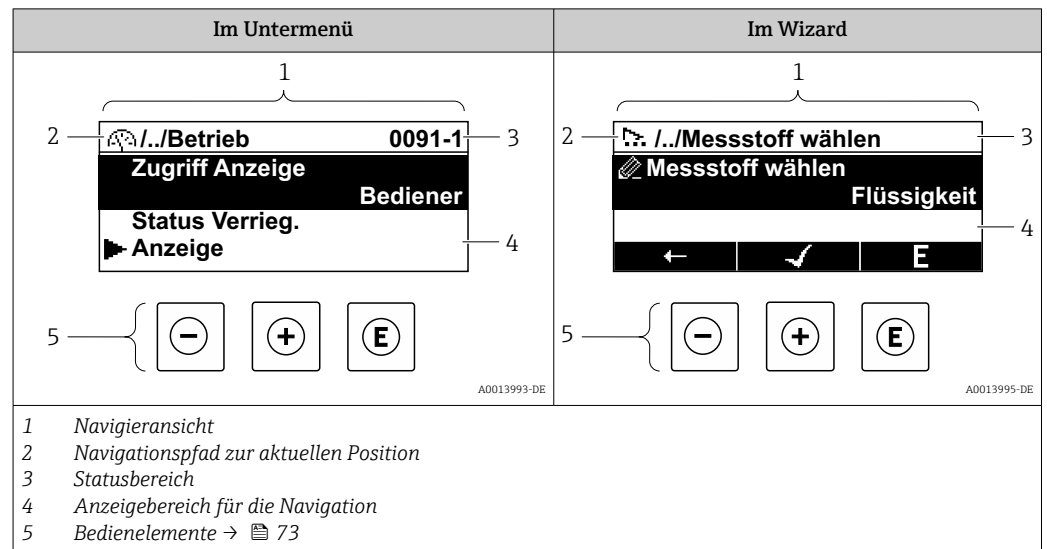 Im Untermenü
Im Wizard
1
2
/../Betrieb 0091-1
3
Zugriff Anzeige
Bediener
Status Verrieg.
Anzeige
4
5
- + E
A0013993-DE
1
2
/../Messstoff wählen
3
Messstoff wählen
Flüssigkeit
4
← ✓ E
5
- + E
A0013995-DE
1 Navigieransicht
2 Navigationspfad zur aktuellen Position
3 Statusbereich
4 Anzeigebereich für die Navigation
5 Bedienelemente → 73